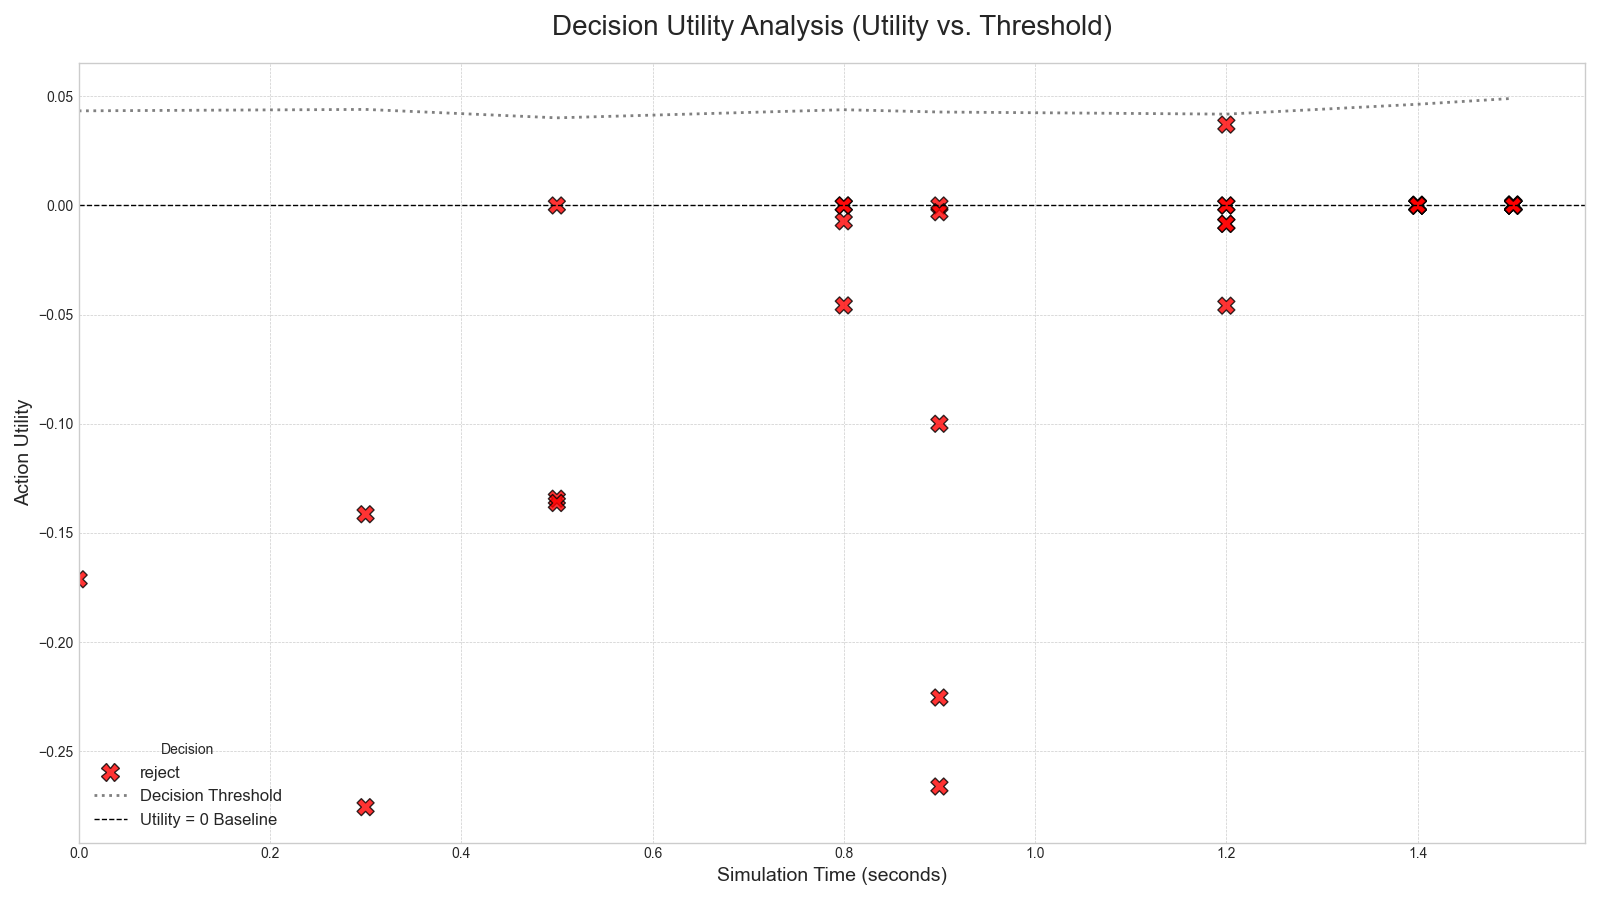 Decision Utility Analysis (Utility vs. Threshold)
0.05
0.00
−0.05
−0.10
−0.15
−0.20
−0.25
Action Utility
Decision
reject
Decision Threshold
Utility = 0 Baseline
0.0 0.2 0.4 0.6 0.8 1.0 1.2 1.4
Simulation Time (seconds)